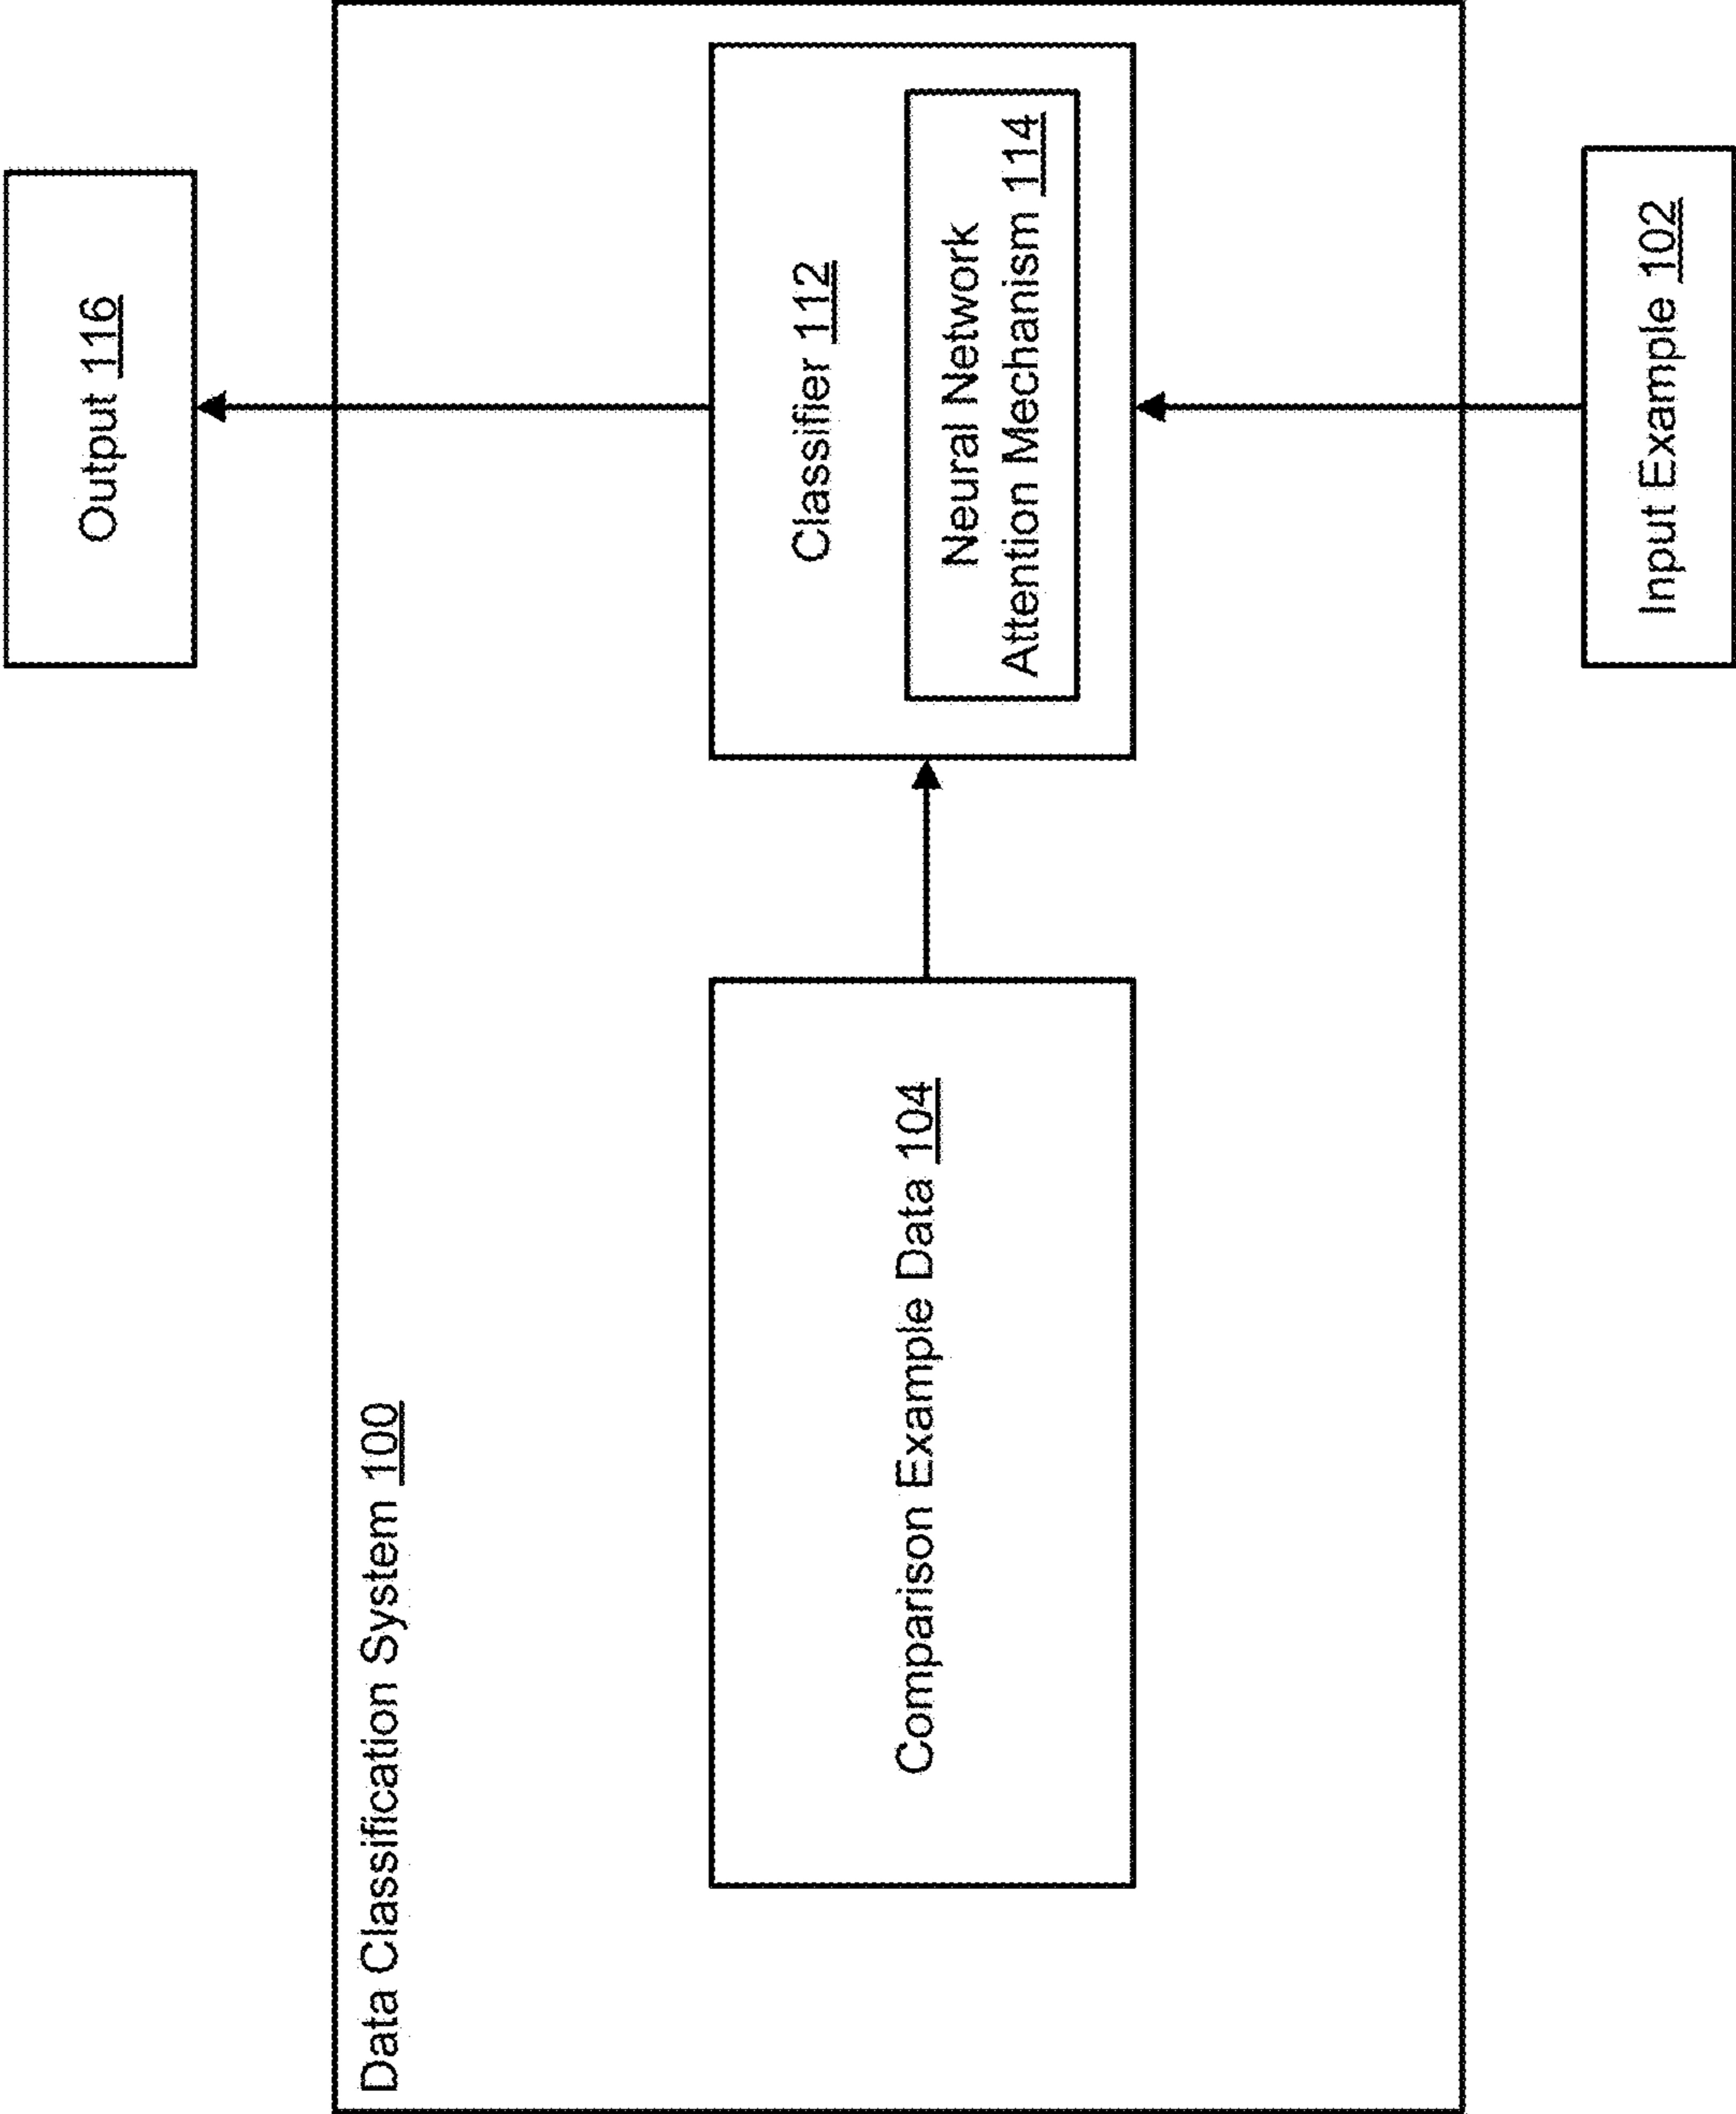 Output 116
Data Classification System 100
Comparison Example Data 104
Classifier 112
Neural Network
Attention Mechanism 114
Input Example 102